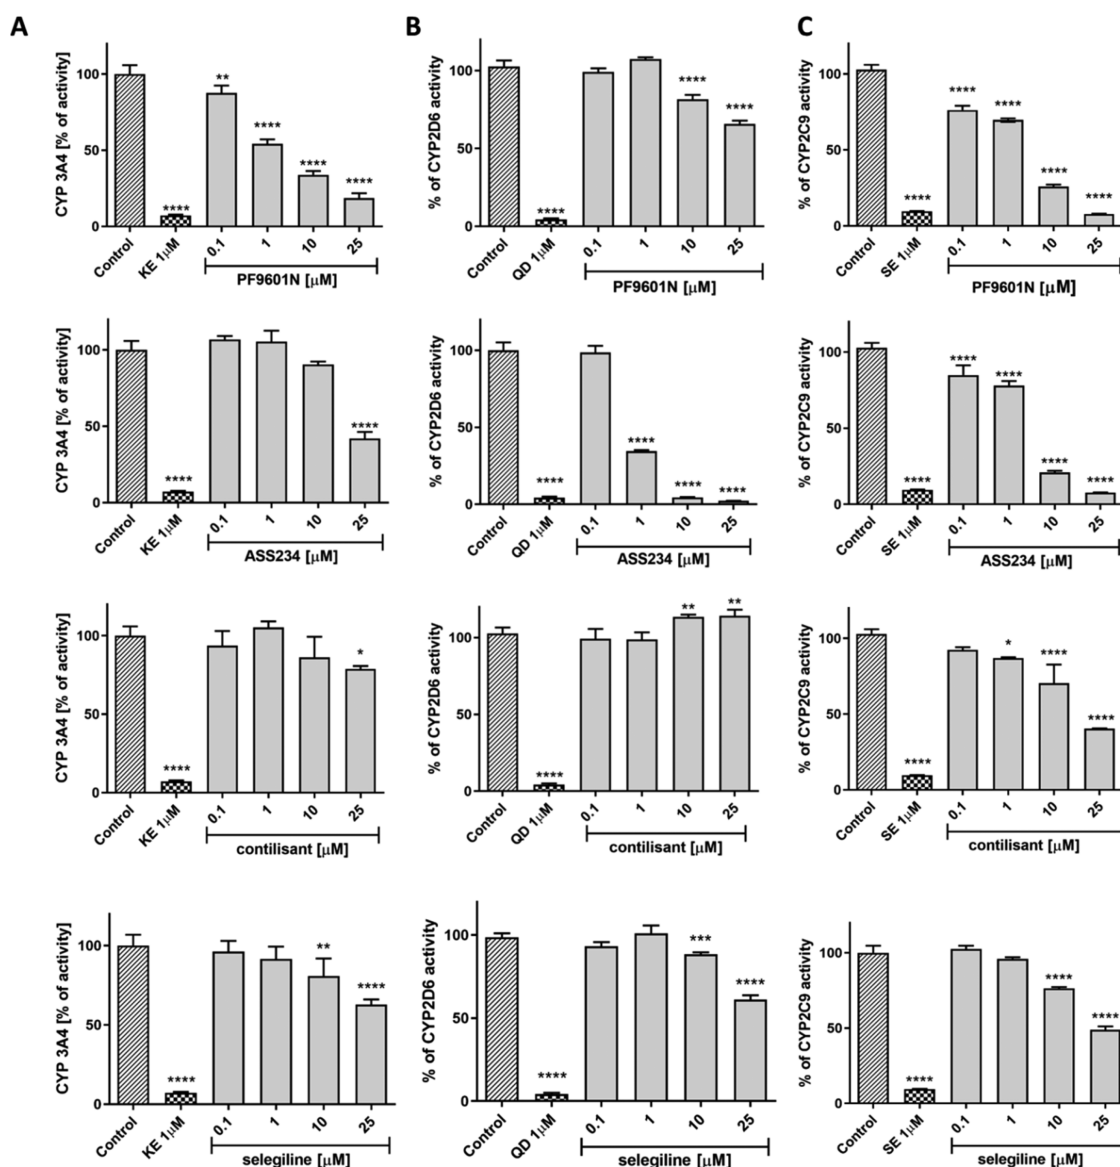 A
B
C
CYP 3A4 [% of activity]
100
50
0
**
****
****
****
****
Control
KE 1μM
0.1
1
10
25
PF9601N [μM]
% of CYP2D6 activity
100
50
0
****
****
****
Control
QD 1μM
0.1
1
10
25
PF9601N [μM]
% of CYP2C9 activity
100
50
0
****
****
****
****
****
Control
SE 1μM
0.1
1
10
25
PF9601N [μM]
CYP 3A4 [% of activity]
100
50
0
****
****
Control
KE 1μM
0.1
1
10
25
ASS234 [μM]
% of CYP2D6 activity
100
50
0
****
****
****
****
Control
QD 1μM
0.1
1
10
25
ASS234 [μM]
% of CYP2C9 activity
100
50
0
****
****
****
****
****
Control
SE 1μM
0.1
1
10
25
ASS234 [μM]
CYP 3A4 [% of activity]
100
50
0
****
*
Control
KE 1μM
0.1
1
10
25
contilisant [μM]
% of CYP2D6 activity
100
50
0
****
**
**
Control
QD 1μM
0.1
1
10
25
contilisant [μM]
% of CYP2C9 activity
100
50
0
****
*
****
****
Control
SE 1μM
0.1
1
10
25
contilisant [μM]
CYP 3A4 [% of activity]
100
50
0
****
**
****
Control
KE 1μM
0.1
1
10
25
selegiline [μM]
% of CYP2D6 activity
100
50
0
****
***
****
Control
QD 1μM
0.1
1
10
25
selegiline [μM]
% of CYP2C9 activity
100
50
0
****
****
****
Control
SE 1μM
0.1
1
10
25
selegiline [μM]